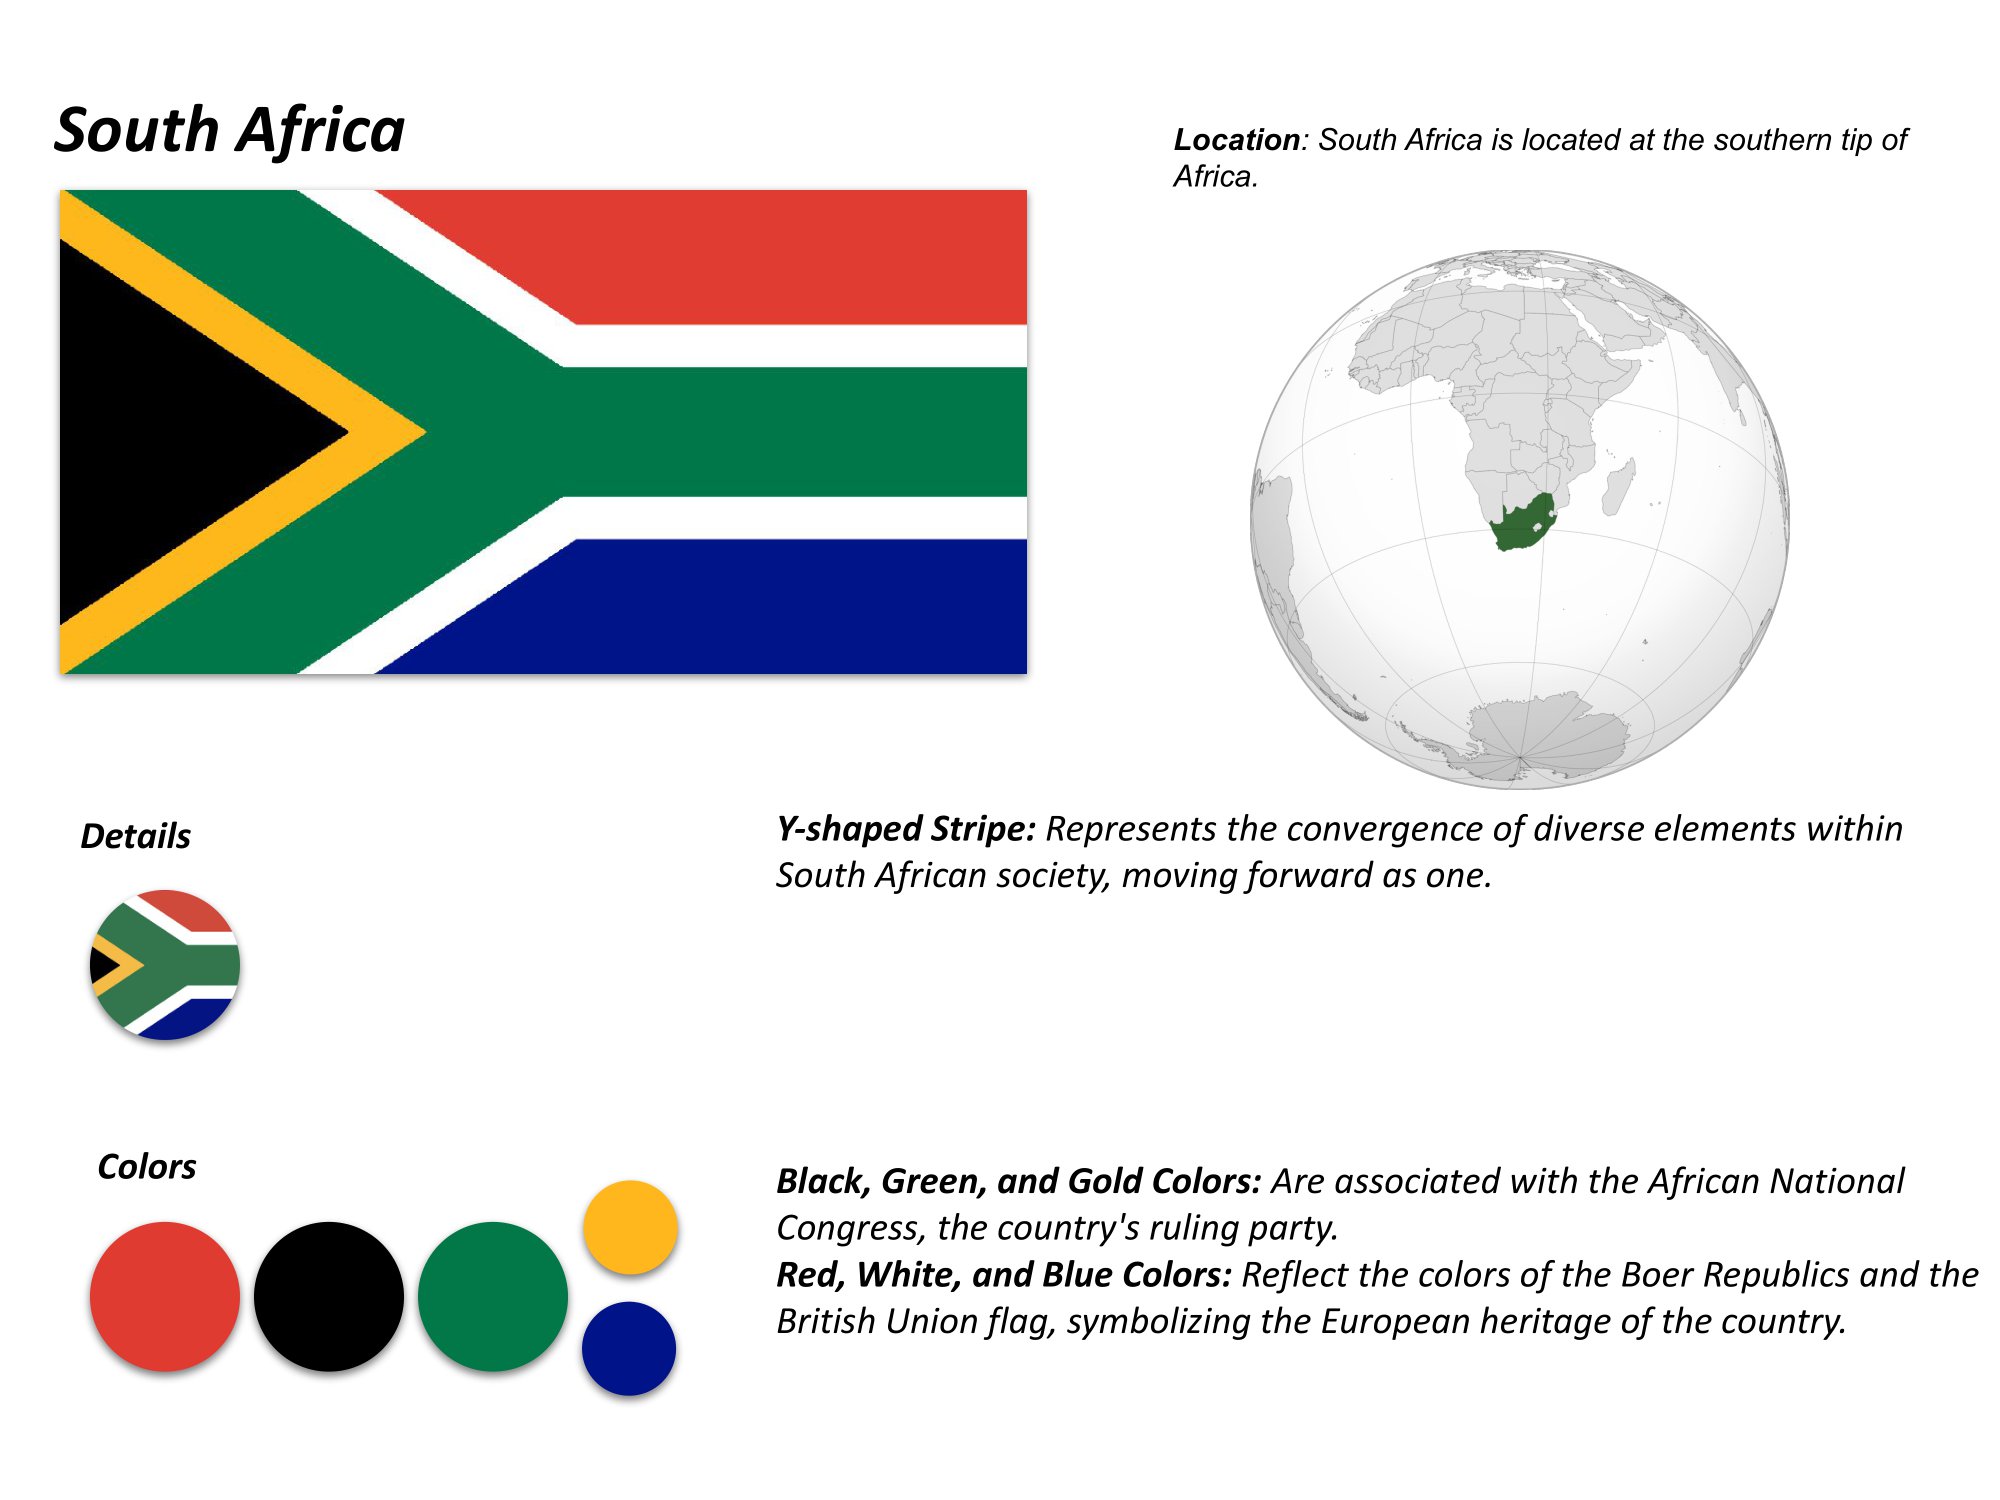 South Africa
Location: South Africa is located at the southern tip of
Africa.
Details
Y-shaped Stripe: Represents the convergence of diverse elements within
South African society, moving forward as one.
Colors
Black, Green, and Gold Colors: Are associated with the African National
Congress, the country's ruling party.
Red, White, and Blue Colors: Reflect the colors of the Boer Republics and the
British Union flag, symbolizing the European heritage of the country.